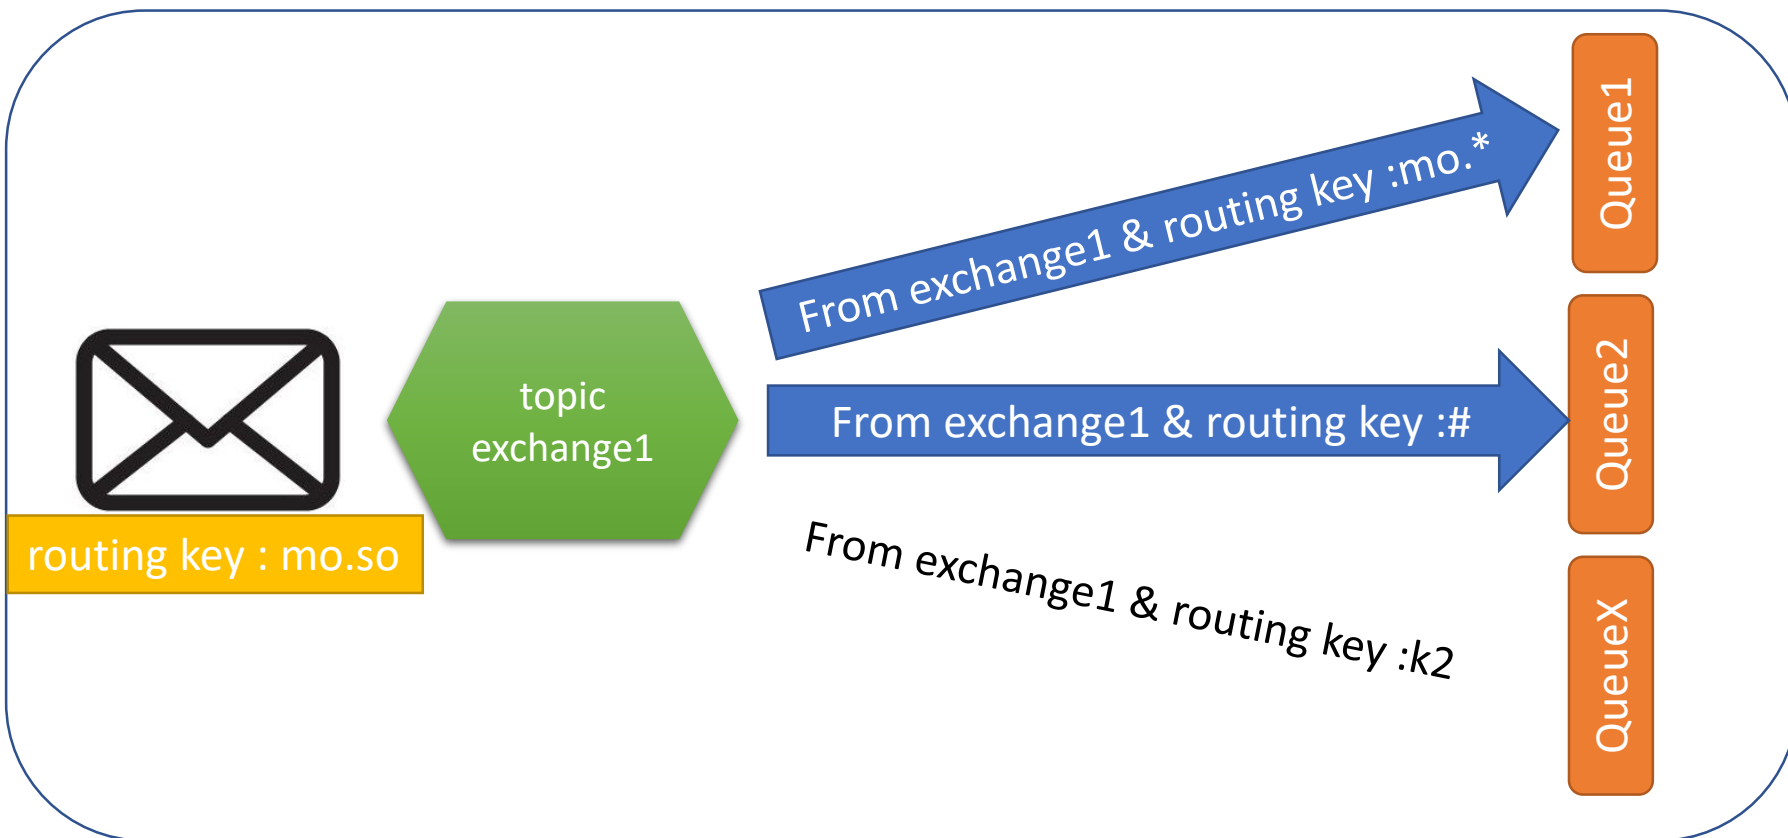 From exchange1 & routing key :mo.*
Queue1
topic
exchange1
From exchange1 & routing key :#
Queue2
routing key : mo.so
From exchange1 & routing key :k2
QueueX